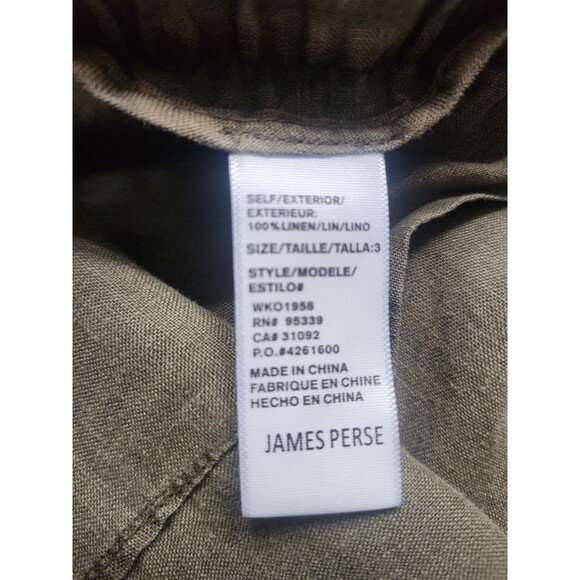 SELF/EXTERIOR/
EXTERIEUR:
100%LINEN/LIN/LINO
SIZE/TAILLE/TALLA:3
STYLE/MODELE/
ESTILO#
WKO1958
RN# 95339
CA# 31092
P.O.#4261600
MADE IN CHINA
FABRIQUE EN CHINE
HECHO EN CHINA
JAMES PERSE